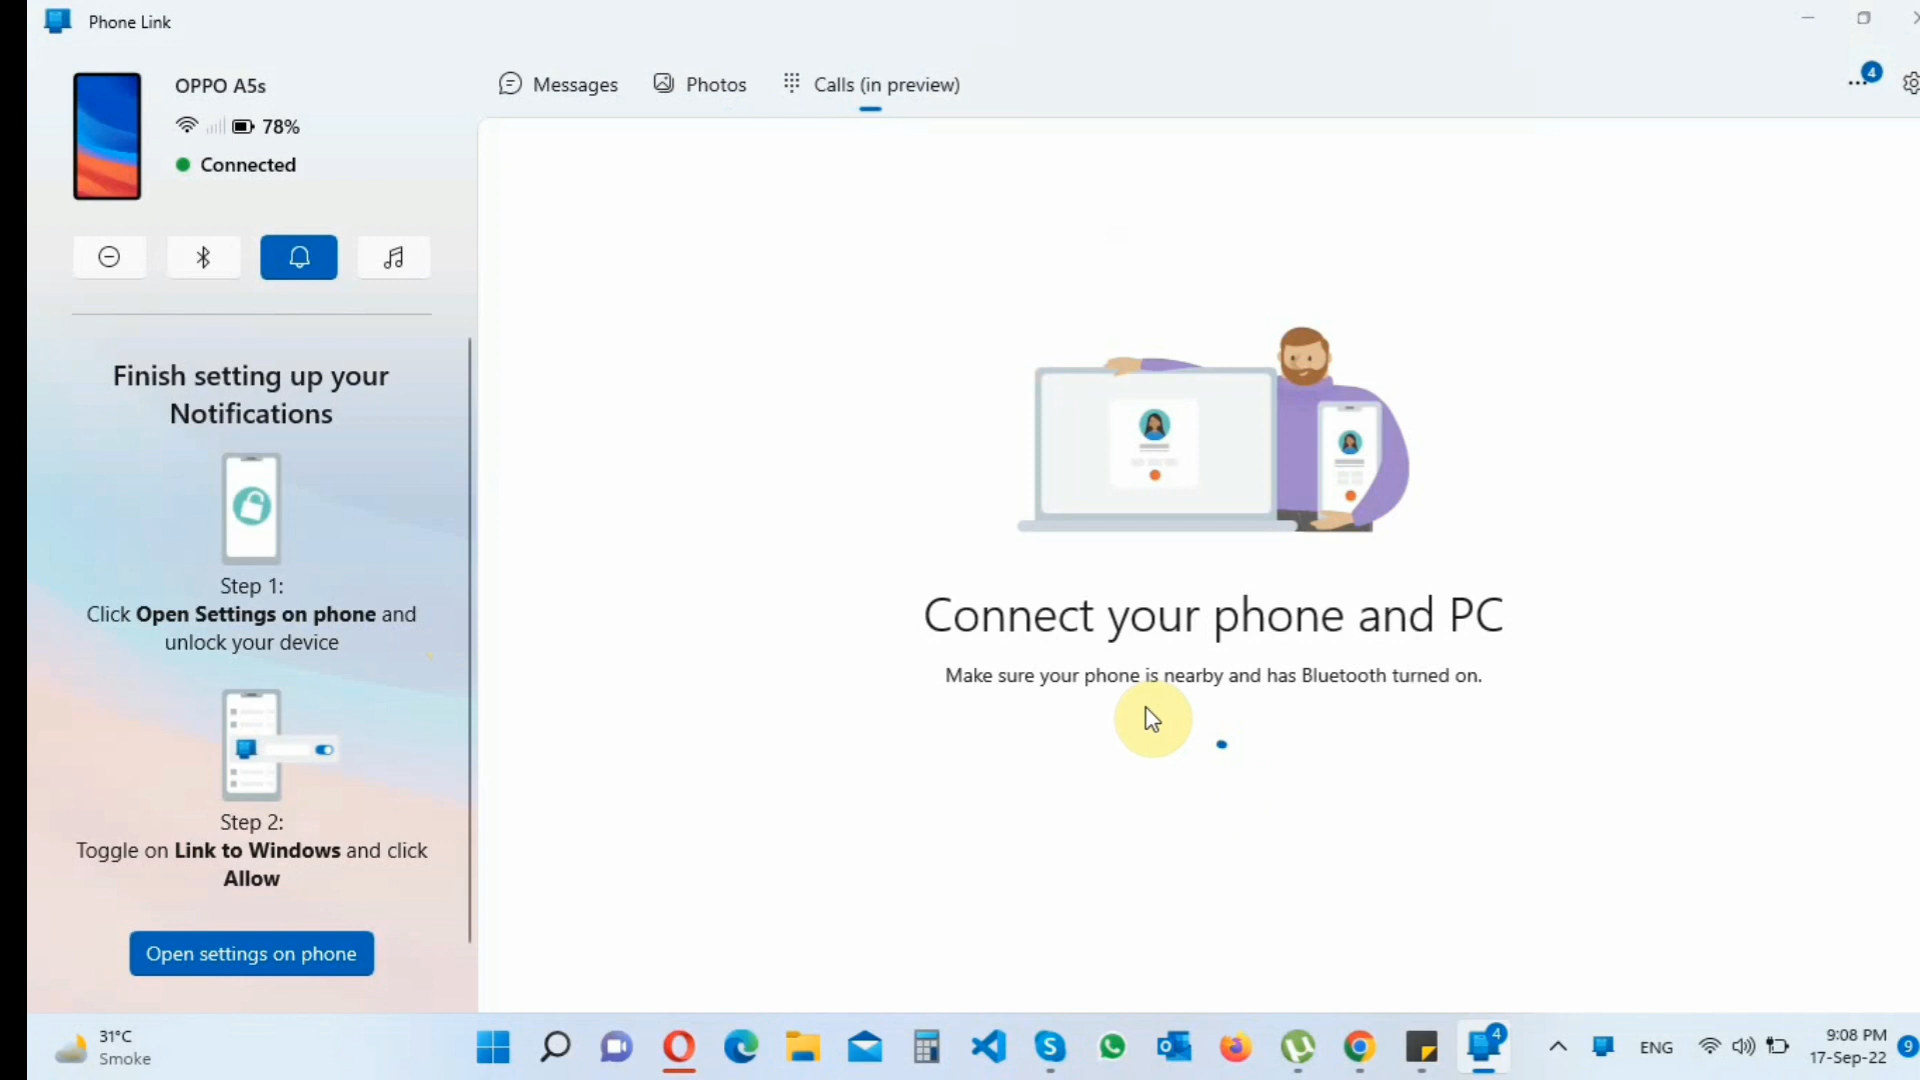 Phone Link
OPPO A5s
78%
Connected
Messages
Photos
Calls (in preview)
4
Finish setting up your
Notifications
Step 1:
Click Open Settings on phone and
unlock your device
Step 2:
Toggle on Link to Windows and click
Allow
Open settings on phone
Connect your phone and PC
Make sure your phone is nearby and has Bluetooth turned on.
31°C
Smoke
4
ENG
9:08 PM
17-Sep-22
9